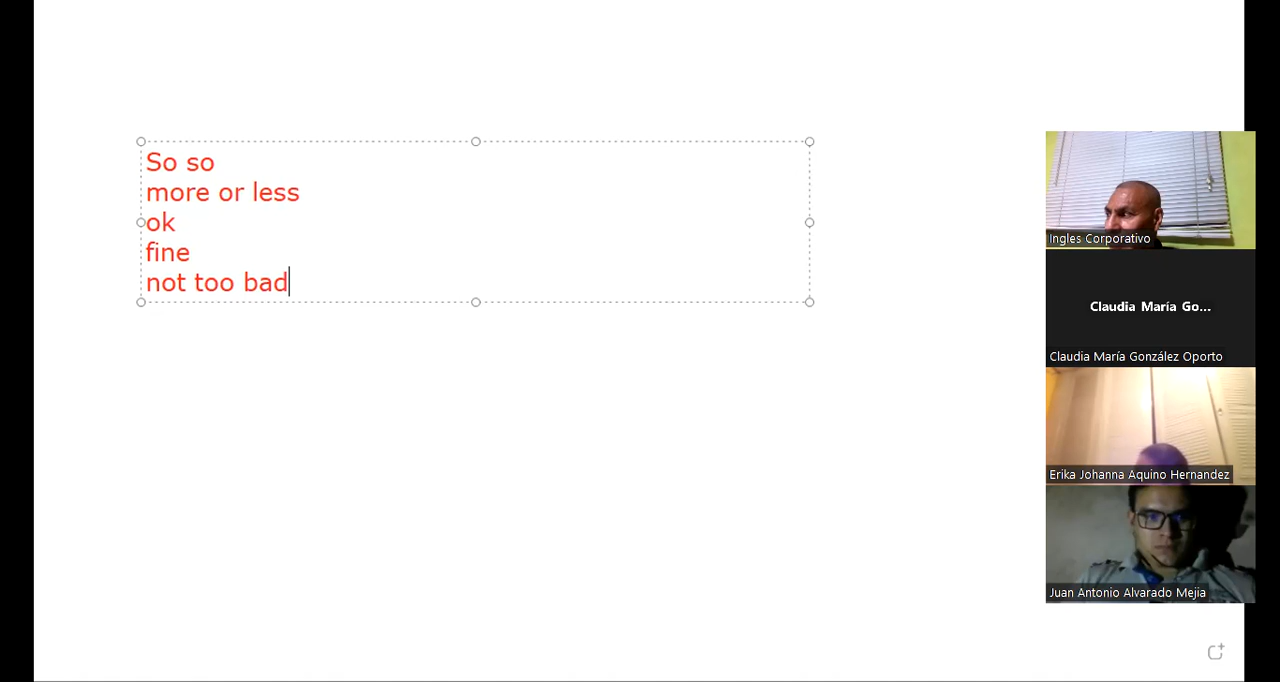 So so
more or less
ok
fine
not too bad
Ingles Corporativo
Claudia María Go...
Claudia María González Oporto
Erika Johanna Aquino Hernandez
Juan Antonio Alvarado Mejia